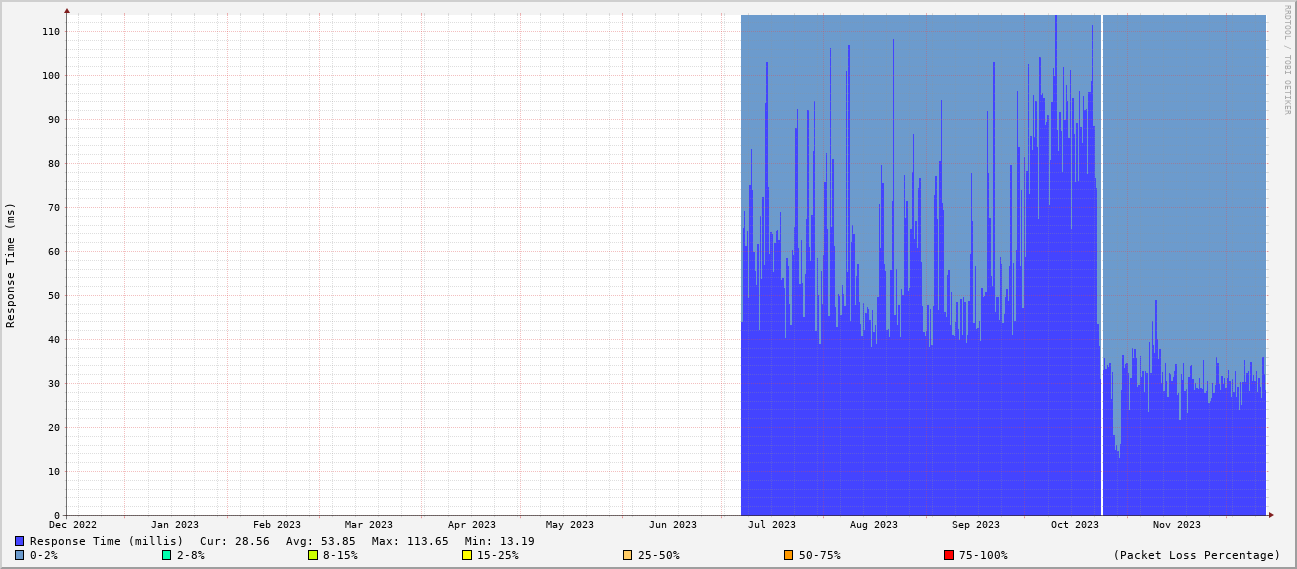 RRDTOOL / TOBI OETIKER
Response Time (ms)
110
100
90
80
70
60
50
40
30
20
10
0
Dec 2022 Jan 2023 Feb 2023 Mar 2023 Apr 2023 May 2023 Jun 2023 Jul 2023 Aug 2023 Sep 2023 Oct 2023 Nov 2023
Response Time (millis) Cur: 28.56 Avg: 53.85 Max: 113.65 Min: 13.19
0-2% 2-8% 8-15% 15-25% 25-50% 50-75% 75-100% (Packet Loss Percentage)